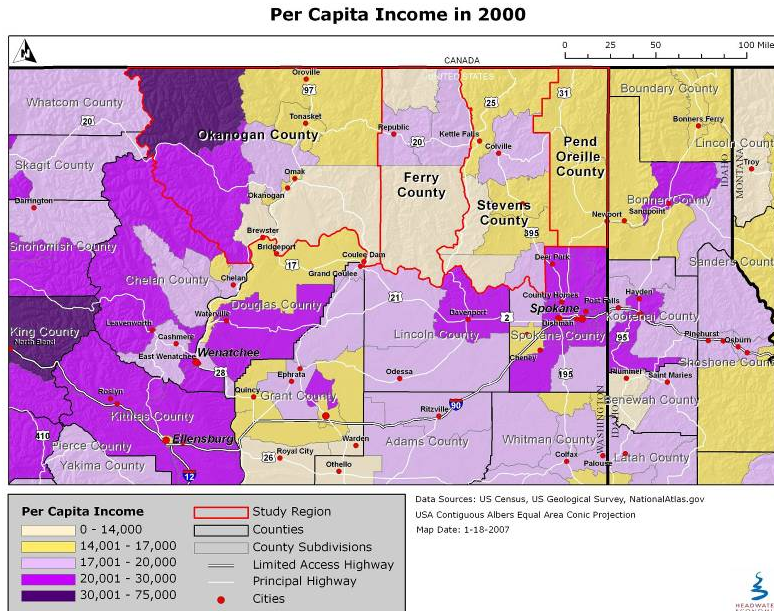 Per Capita Income in 2000
0 25 50 100 Mile
CANADA
UNITED STATES
Whatcom County
20
Skagit County
Darrington
Snohomish County
King County
North Bend
410
Pierce County
Yakima County
Oroville
97
Tonasket
Okanogan County
Omak
Okanogan
Brewster
Bridgeport
17
Chelan
Chelan County
Coulee Dam
Grand Coulee
Republic
20
Ferry County
25
Kettle Falls
Colville
Stevens County
395
31
Pend Oreille County
Newport
Boundary County
Bonners Ferry
Lincoln Count
Troy
IDAHO
MONTANA
Bonner County
Sandpoint
Sanders Count
Deer Park
Country Homes
Post Falls
Spokane
Dishman
Spokane County
Cheney
195
Hayden
Kootenai County
95
Pinehurst
Osburn
Shoshone Coun
Plummer
Saint Maries
Benewah County
Latah County
WASHINGTON
IDAHO
Leavenworth
Cashmere
East Wenatchee
Wenatchee
28
Waterville
Douglas County
21
Lincoln County
Davenport
2
Odessa
Ephrata
Quincy
Grant County
Roslyn
Kittitas County
Ellensburg
12
Royal City
26
Warden
Othello
Ritzville
90
Adams County
Whitman County
Colfax
Palouse
Per Capita Income
0 - 14,000
14,001 - 17,000
17,001 - 20,000
20,001 - 30,000
30,001 - 75,000
Study Region
Counties
County Subdivisions
Limited Access Highway
Principal Highway
Cities
Data Sources: US Census, US Geological Survey, NationalAtlas.gov
USA Contiguous Albers Equal Area Conic Projection
Map Date: 1-18-2007
HEADWATE